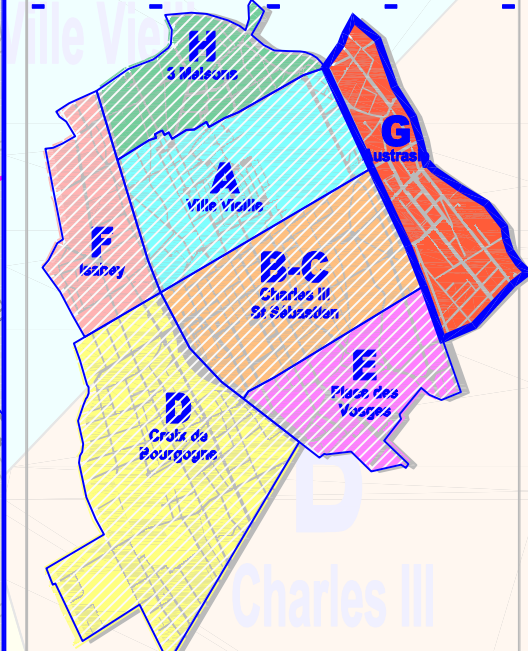 Ville Vieille
H
3 Maisons
G
Austrasie
A
Ville Vieille
F
Isabey
B-C
Charles III
St Sébastien
E
Place des
Vosges
D
Croix de
Bourgogne
D
Charles III